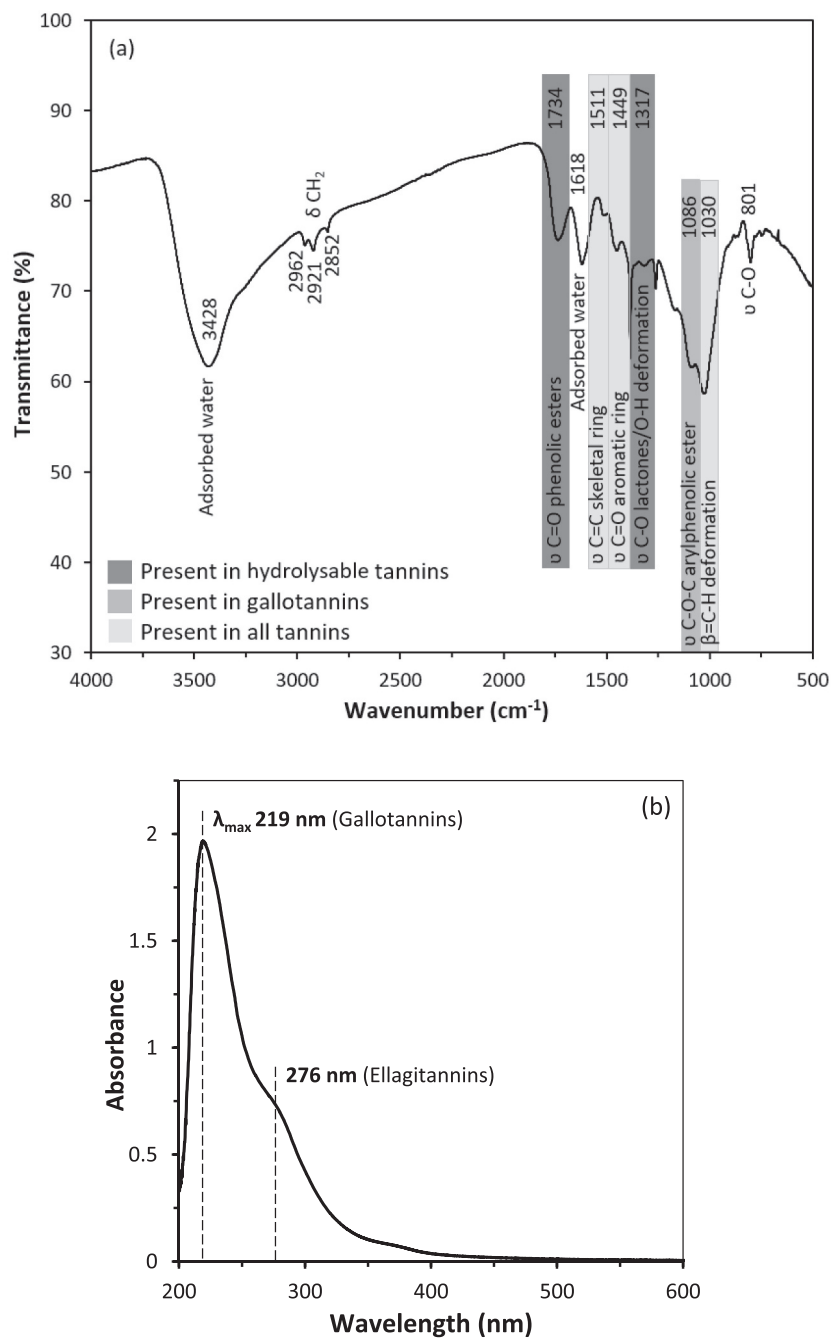 (a)
100
90
80
70
60
50
40
30
Transmittance (%)
4000
3500
3000
2500
2000
1500
1000
500
Wavenumber (cm⁻¹)
3428
Adsorbed water
2962
2921
2852
δ CH₂
1734
υ C=O phenolic esters
1618
Adsorbed water
1511
υ C=C skeletal ring
1449
υ C=O aromatic ring
1317
υ C-O lactones/O-H deformation
1086
υ C-O-C arylphenolic ester
1030
β=C-H deformation
801
υ C-O
Present in hydrolysable tannins
Present in gallotannins
Present in all tannins
(b)
λmax 219 nm (Gallotannins)
276 nm (Ellagitannins)
2
1.5
1
0.5
0
Absorbance
200
300
400
500
600
Wavelength (nm)